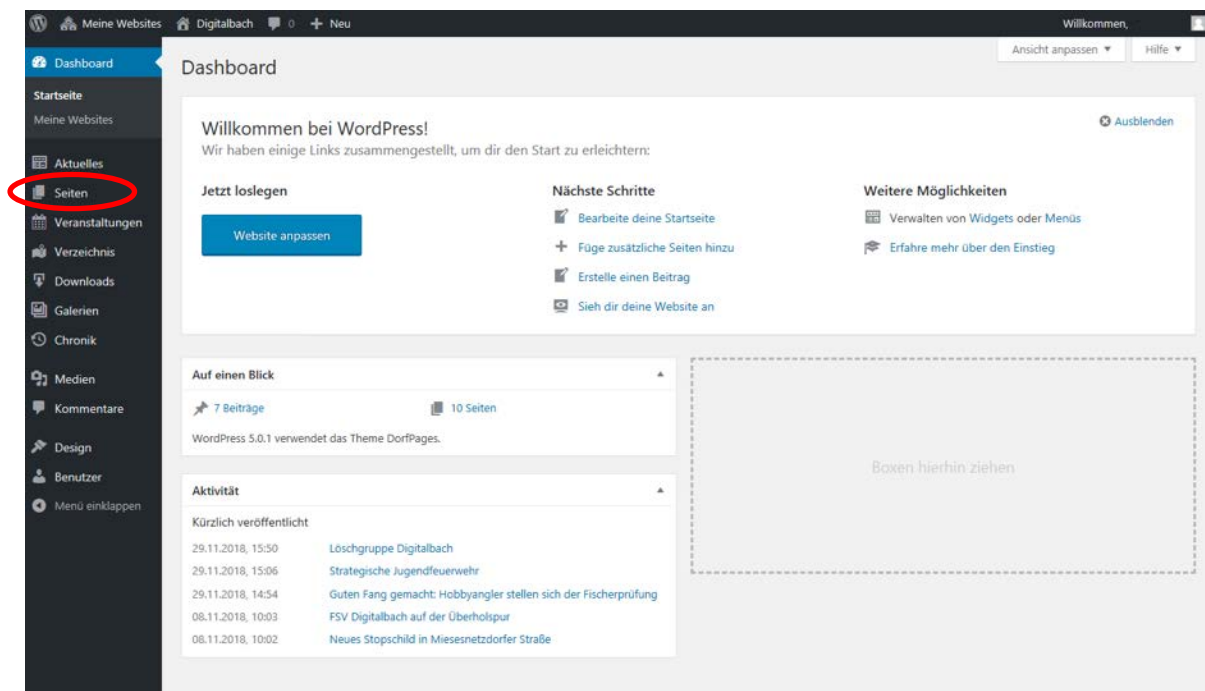 Meine Websites Digitalbach 0 + Neu Willkommen,
Ansicht anpassen ▼ Hilfe ▼
Dashboard
Startseite
Meine Websites
Aktuelles
Seiten
Veranstaltungen
Verzeichnis
Downloads
Galerien
Chronik
Medien
Kommentare
Design
Benutzer
Menü einklappen
Dashboard
Willkommen bei WordPress!
Ausblenden
Wir haben einige Links zusammengestellt, um dir den Start zu erleichtern:
Jetzt loslegen
Website anpassen
Nächste Schritte
Bearbeite deine Startseite
Füge zusätzliche Seiten hinzu
Erstelle einen Beitrag
Sieh dir deine Website an
Weitere Möglichkeiten
Verwalten von Widgets oder Menüs
Erfahre mehr über den Einstieg
Auf einen Blick
7 Beiträge 10 Seiten
WordPress 5.0.1 verwendet das Theme DorfPages.
Aktivität
Kürzlich veröffentlicht
29.11.2018, 15:50 Löschgruppe Digitalbach
29.11.2018, 15:06 Strategische Jugendfeuerwehr
29.11.2018, 14:54 Guten Fang gemacht: Hobbyangler stellen sich der Fischerprüfung
08.11.2018, 10:03 FSV Digitalbach auf der Überholspur
08.11.2018, 10:02 Neues Stopschild in Miesesnetzdorfer Straße
Boxen hierhin ziehen